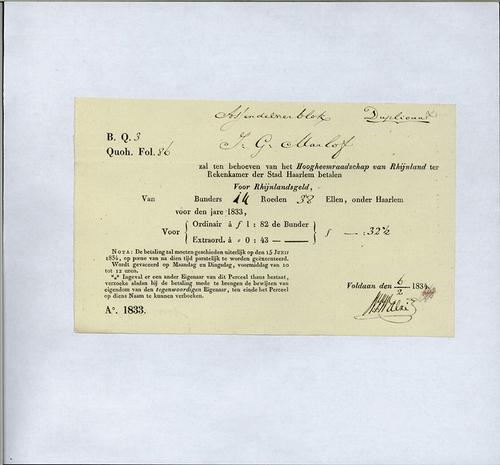 Assendelverblok Duplicaat
B. Q. 3
Quoh. Fol. 86
J. G. Marlof
zal ten behoeven van het Hoogheemraadschap van Rhijnland ter
Rekenkamer der Stad Haarlem betalen
Voor Rhijnlandsgeld,
Van Bunders 14 Roeden 38 Ellen, onder Haarlem
voor den jare 1833,
Voor
Ordinair à ƒ 1 : 82 de Bunder
Extraord. à » 0 : 43 —
ƒ — : 32½
NOTA: De betaling zal moeten geschieden uiterlijk op den 15 JUNIJ
1834, op pœne van na dien tijd parstelijk te worden geëxenteerd.
Wordt gevaceerd op Maandag en Dingsdag, voormiddag van 10
tot 12 uren.
*„* Ingeval er een ander Eigenaar van dit Perceel thans bestaat,
verzoeke aladan bij de betaling mede te brengen de bewijzen van
eigendom van den tegenwoordigen Eigenaar, ten einde het Perceel
op diens Naam te kunnen verboeken.
A°. 1833.
Voldaan den 6/2 1834